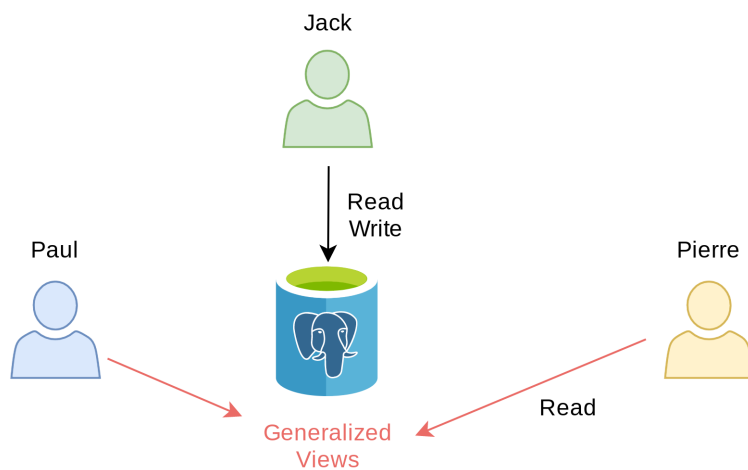 Jack
Read
Write
Paul
Pierre
Read
Generalized
Views